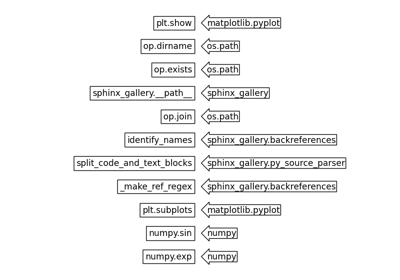 plt.show matplotlib.pyplot
op.dirname os.path
op.exists os.path
sphinx_gallery.__path__ sphinx_gallery
op.join os.path
identify_names sphinx_gallery.backreferences
split_code_and_text_blocks sphinx_gallery.py_source_parser
_make_ref_regex sphinx_gallery.backreferences
plt.subplots matplotlib.pyplot
numpy.sin numpy
numpy.exp numpy